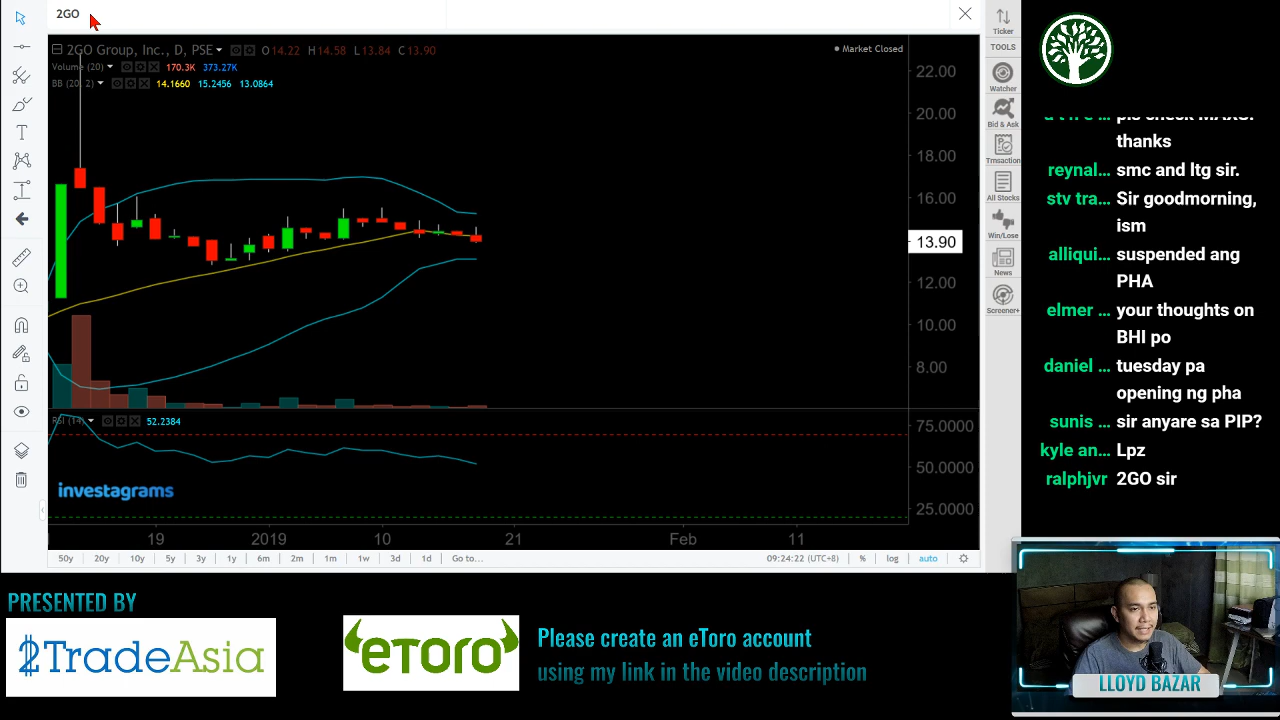 2GO
2GO Group, Inc., D, PSE O14.22 H14.58 L13.84 C13.90
Market Closed
Volume (20) 170.3K 373.27K
BB (20, 2) 14.1660 15.2456 13.0864
22.00
20.00
18.00
16.00
13.90
12.00
10.00
8.00
RSI (14) 52.2384
75.0000
50.0000
25.0000
investagrams
19 2019 10 21 Feb 11
50y 20y 10y 5y 3y 1y 6m 2m 1m 1w 3d 1d Go to... 09:24:22 (UTC+8) % log auto
Ticker
TOOLS
Watcher
Bid & Ask
Trnsaction
All Stocks
Win/Lose
News
Screener+
thanks
reynal... smc and ltg sir.
stv tra... Sir goodmorning,
ism
alliqui... suspended ang
PHA
elmer ... your thoughts on
BHI po
daniel ... tuesday pa
opening ng pha
sunis ... sir anyare sa PIP?
kyle an... Lpz
ralphjvr 2GO sir
PRESENTED BY
2TradeAsia
eToro
Please create an eToro account
using my link in the video description
LLOYD BAZAR